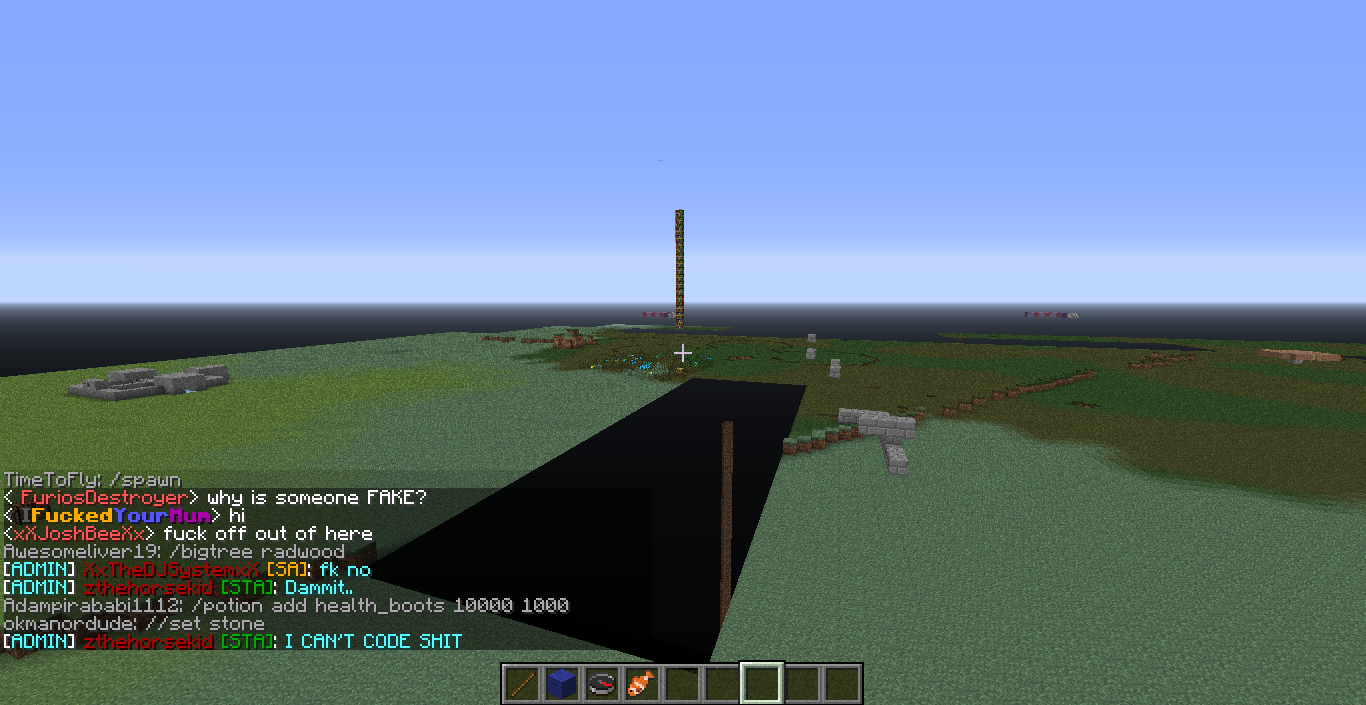 TimeToFly: /spawn
< FuriosDestroyer> why is someone FAKE?
<IFuckedYourMum> hi
<xXJoshBeeXx> fuck off out of here
Awesomeliver19: /bigtree radwood
[ADMIN] XxTheDJSystemxX [SA]: fk no
[ADMIN] zthehorsekid [STA]: Dammit..
Adampirababi1112: /potion add health_boots 10000 1000
okmanordude: //set stone
[ADMIN] zthehorsekid [STA]: I CAN'T CODE SHIT